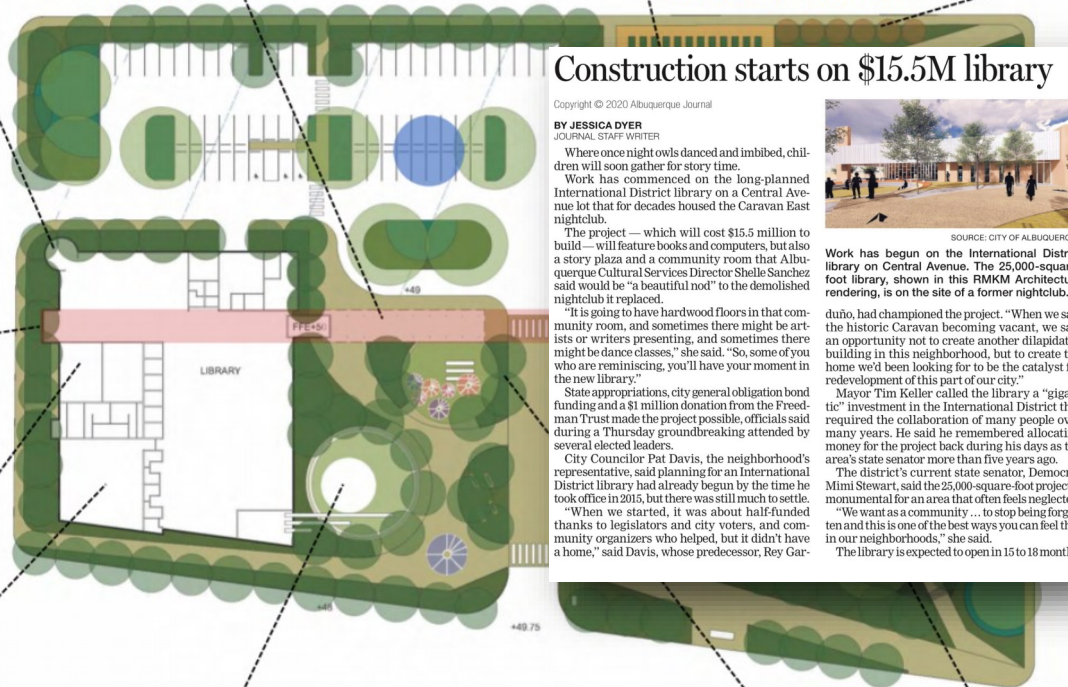 Construction starts on $15.5M library
Copyright © 2020 Albuquerque Journal
BY JESSICA DYER
JOURNAL STAFF WRITER
Where once night owls danced and imbibed, chil-
dren will soon gather for story time.
Work has commenced on the long-planned
International District library on a Central Ave-
nue lot that for decades housed the Caravan East
nightclub.
The project — which will cost $15.5 million to
build — will feature books and computers, but also
a story plaza and a community room that Albu-
querque Cultural Services Director Shelle Sanchez
said would be “a beautiful nod” to the demolished
nightclub it replaced.
“It is going to have hardwood floors in that com-
munity room, and sometimes there might be art-
ists or writers presenting, and sometimes there
might be dance classes,” she said. “So, some of you
who are reminiscing, you’ll have your moment in
the new library.”
State appropriations, city general obligation bond
funding and a $1 million donation from the Freed-
man Trust made the project possible, officials said
during a Thursday groundbreaking attended by
several elected leaders.
City Councilor Pat Davis, the neighborhood’s
representative, said planning for an International
District library had already begun by the time he
took office in 2015, but there was still much to settle.
“When we started, it was about half-funded
thanks to legislators and city voters, and com-
munity organizers who helped, but it didn’t have
a home,” said Davis, whose predecessor, Rey Gar-
SOURCE: CITY OF ALBUQUERQ
Work has begun on the International Distr
library on Central Avenue. The 25,000-squar
foot library, shown in this RMKM Architectu
rendering, is on the site of a former nightclub.
duño, had championed the project. “When we sa
the historic Caravan becoming vacant, we sa
an opportunity not to create another dilapidat
building in this neighborhood, but to create t
home we’d been looking for to be the catalyst f
redevelopment of this part of our city.”
Mayor Tim Keller called the library a “giga
tic” investment in the International District th
required the collaboration of many people ov
many years. He said he remembered allocati
money for the project back during his days as t
area’s state senator more than five years ago.
The district’s current state senator, Democr
Mimi Stewart, said the 25,000-square-foot project
monumental for an area that often feels neglecte
“We want as a community … to stop being forg
ten and this is one of the best ways you can feel th
in our neighborhoods,” she said.
The library is expected to open in 15 to 18 month
+49
FFE+50
LIBRARY
+48
+49.75